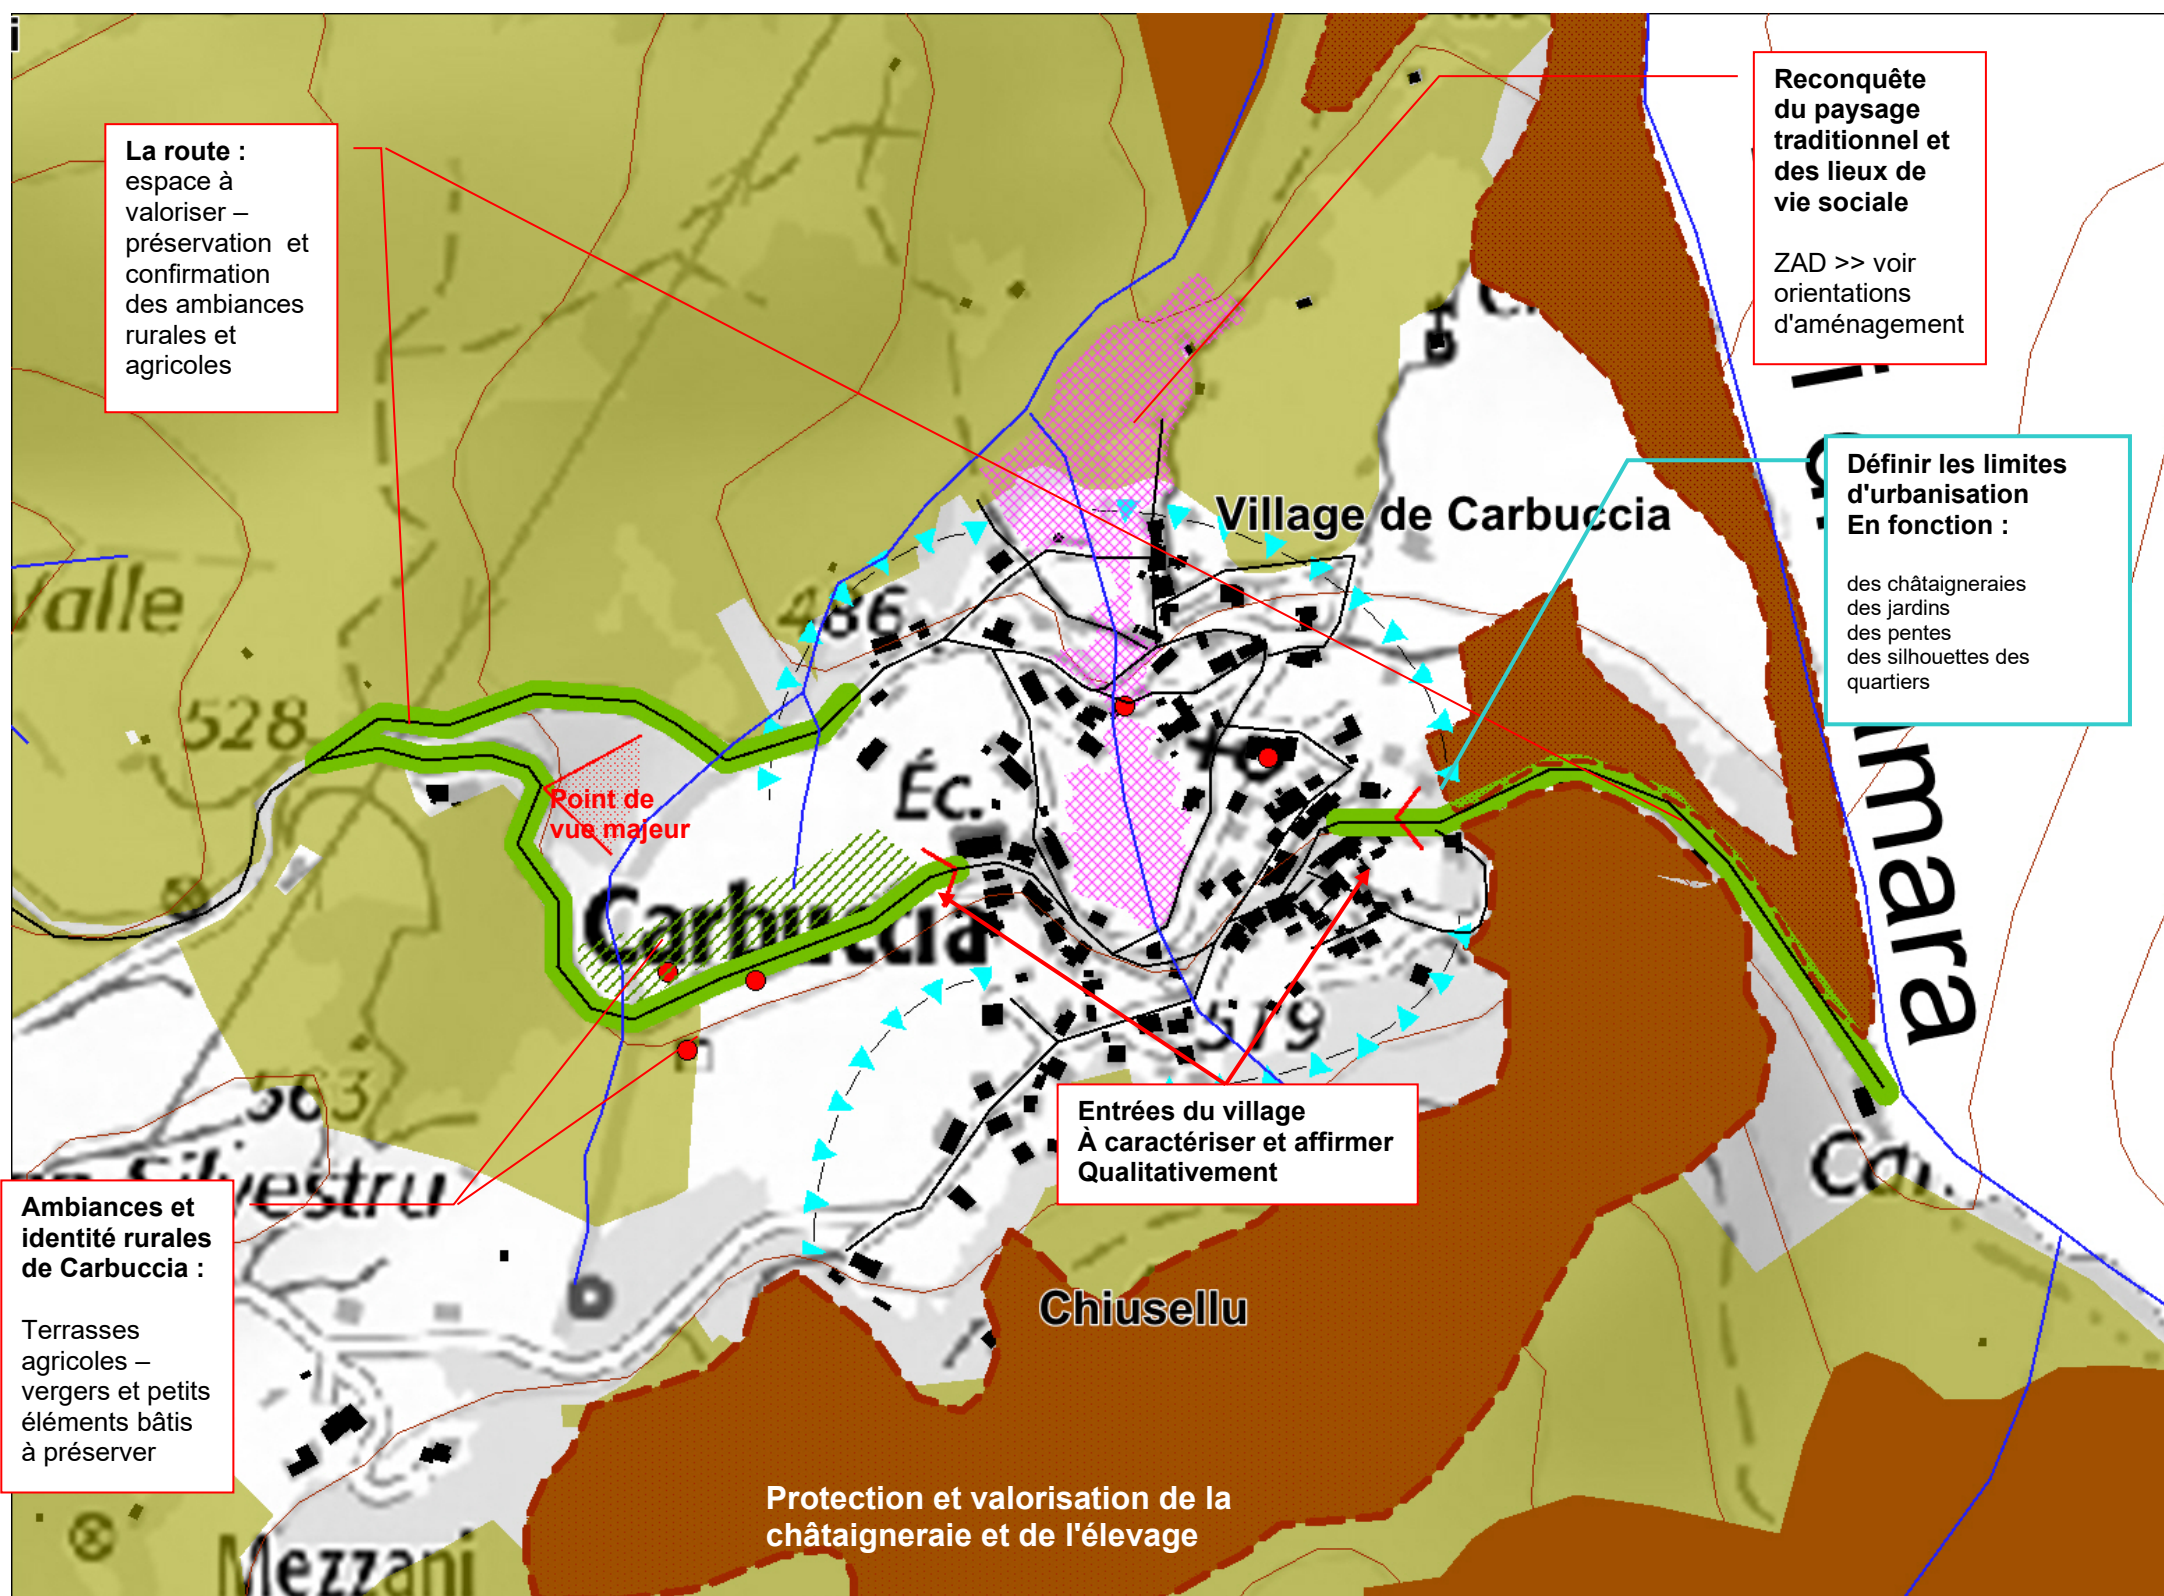 i
La route :
espace à
valoriser –
préservation et
confirmation
des ambiances
rurales et
agricoles
Reconquête
du paysage
traditionnel et
des lieux de
vie sociale
ZAD >> voir
orientations
d'aménagement
Définir les limites
d'urbanisation
En fonction :
des châtaigneraies
des jardins
des pentes
des silhouettes des
quartiers
Village de Carbuccia
valle
486
528
Éc.
Point de
vue majeur
Carbuccia
579
563
Silvestru
mara
Ca.
Entrées du village
À caractériser et affirmer
Qualitativement
Ambiances et
identité rurales
de Carbuccia :
Terrasses
agricoles –
vergers et petits
éléments bâtis
à préserver
Chiusellu
Protection et valorisation de la
châtaigneraie et de l'élevage
Mezzani